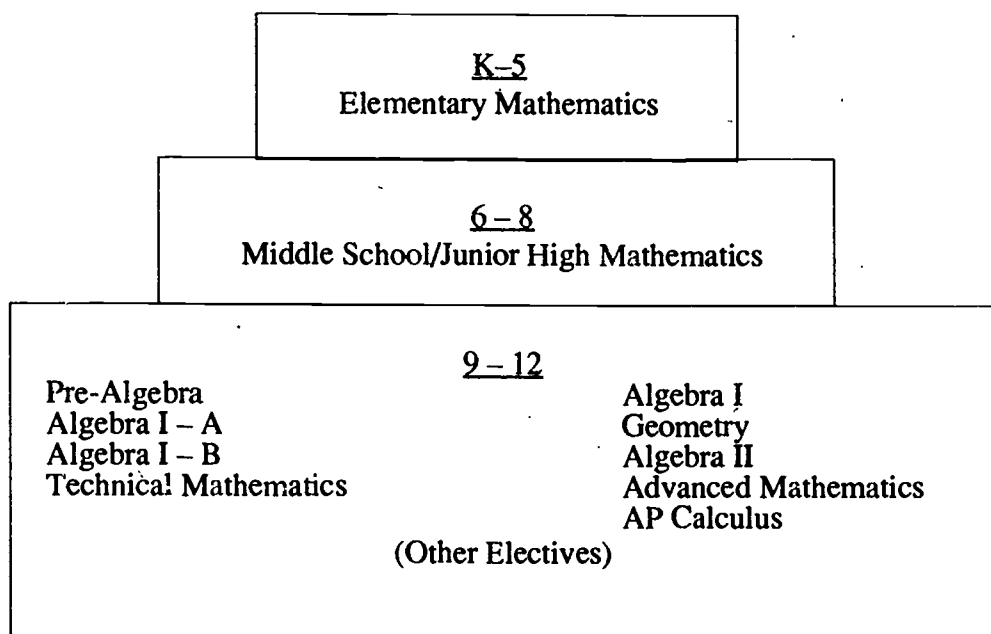 K–5
Elementary Mathematics
6 – 8
Middle School/Junior High Mathematics
9 – 12
Pre-Algebra
Algebra I – A
Algebra I – B
Technical Mathematics
Algebra I
Geometry
Algebra II
Advanced Mathematics
AP Calculus
(Other Electives)